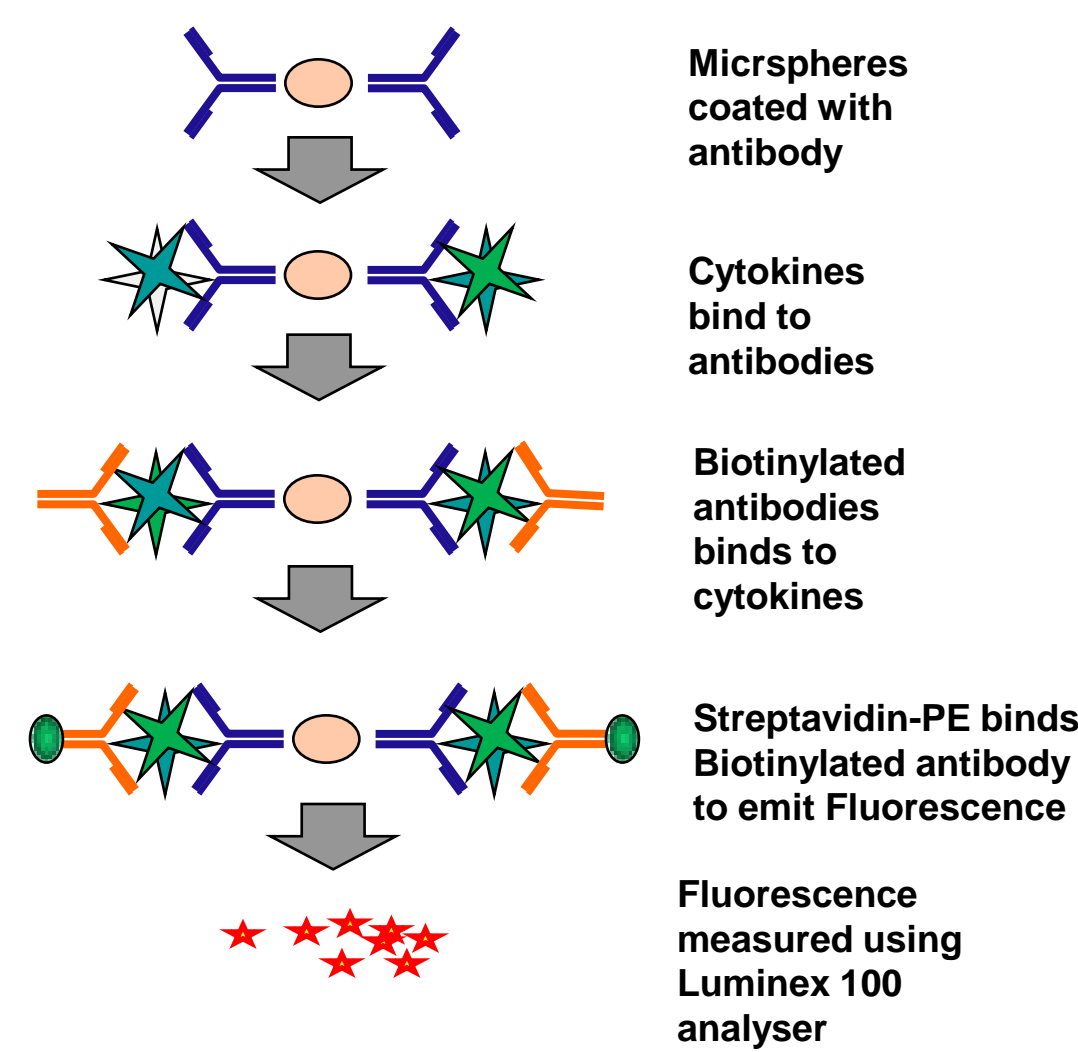 Micrspheres
coated with
antibody
Cytokines
bind to
antibodies
Biotinylated
antibodies
binds to
cytokines
Streptavidin-PE binds
Biotinylated antibody
to emit Fluorescence
Fluorescence
measured using
Luminex 100
analyser